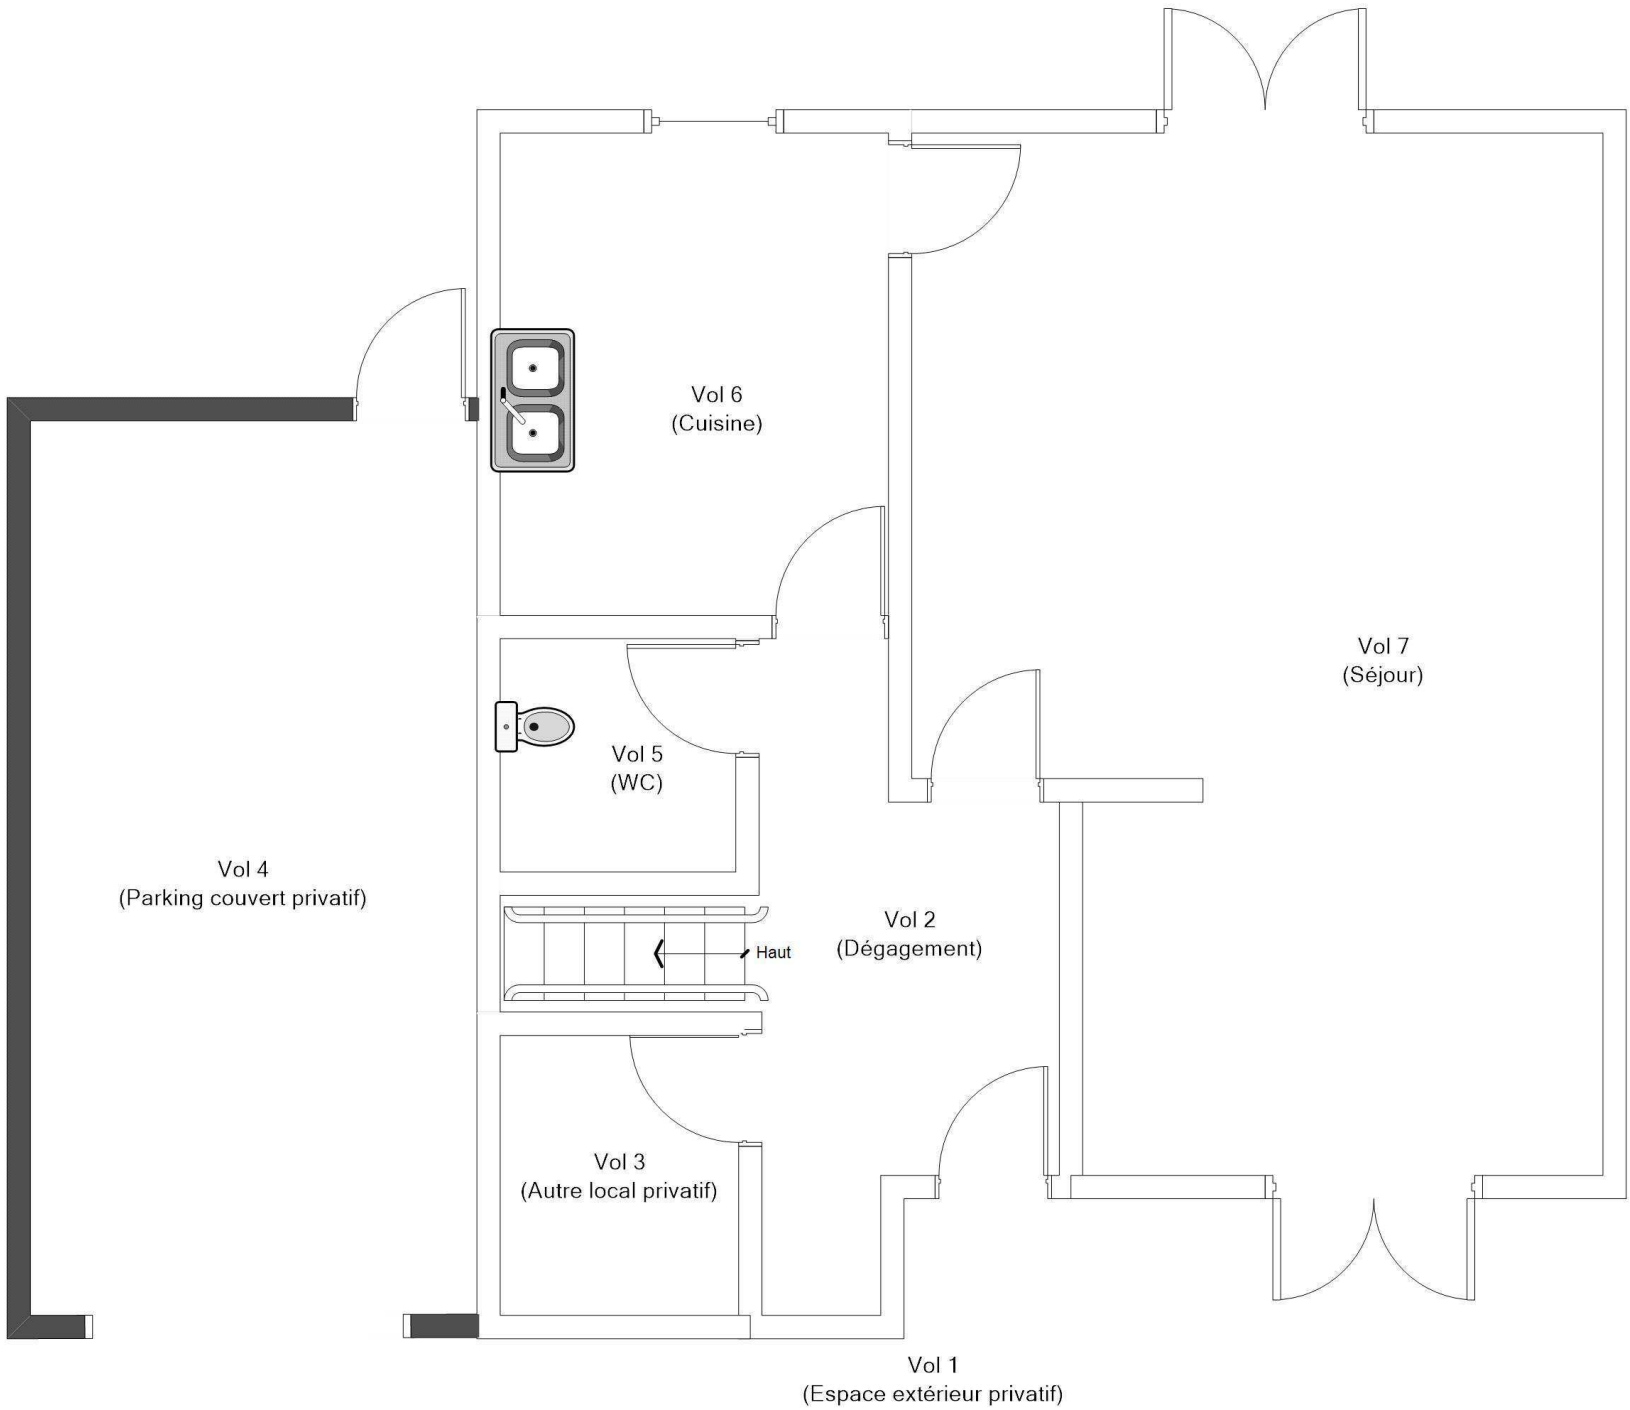 Vol 6
(Cuisine)
Vol 7
(Séjour)
Vol 5
(WC)
Vol 4
(Parking couvert privatif)
Vol 2
(Dégagement)
Haut
Vol 3
(Autre local privatif)
Vol 1
(Espace extérieur privatif)